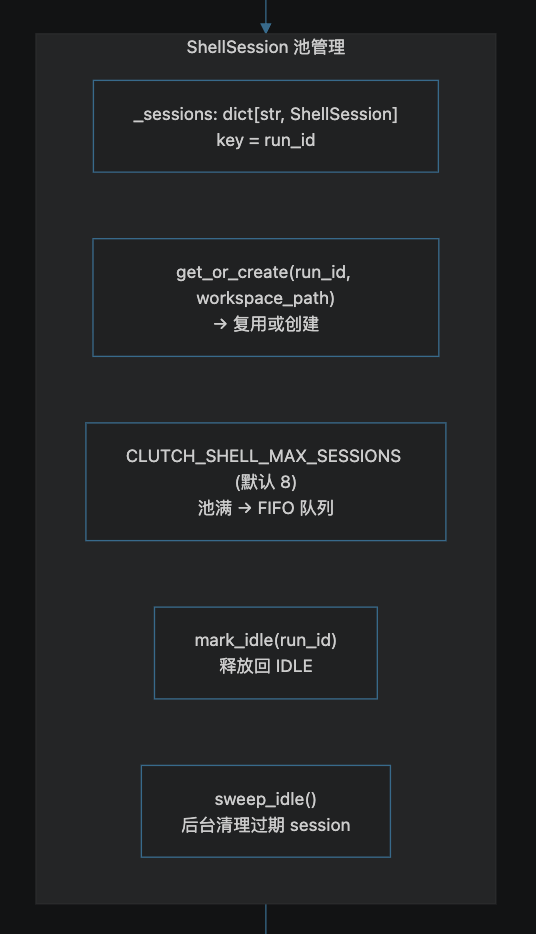 ShellSession 池管理
_sessions: dict[str, ShellSession]
key = run_id
get_or_create(run_id,
workspace_path)
→ 复用或创建
CLUTCH_SHELL_MAX_SESSIONS
(默认 8)
池满 → FIFO 队列
mark_idle(run_id)
释放回 IDLE
sweep_idle()
后台清理过期 session